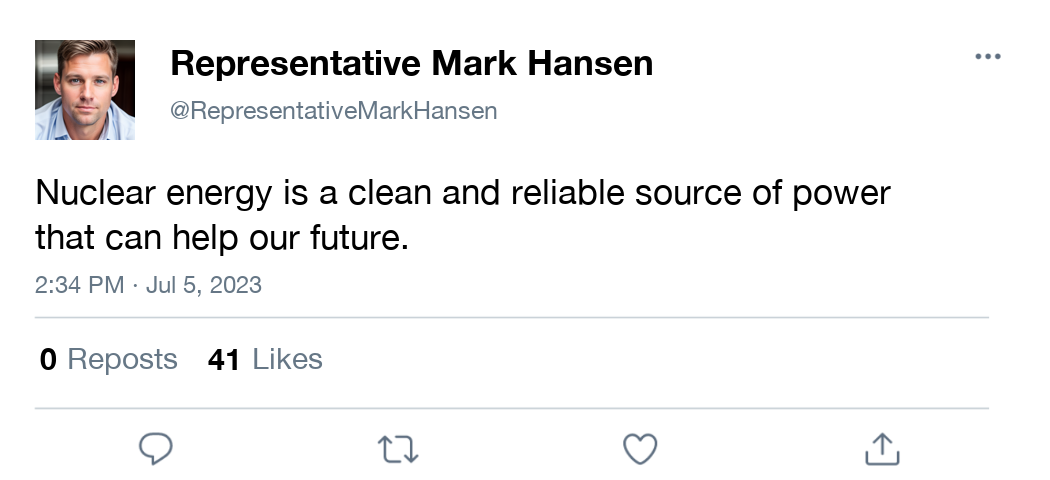 Representative Mark Hansen
@RepresentativeMarkHansen
Nuclear energy is a clean and reliable source of power
that can help our future.
2:34 PM · Jul 5, 2023
0 Reposts 41 Likes